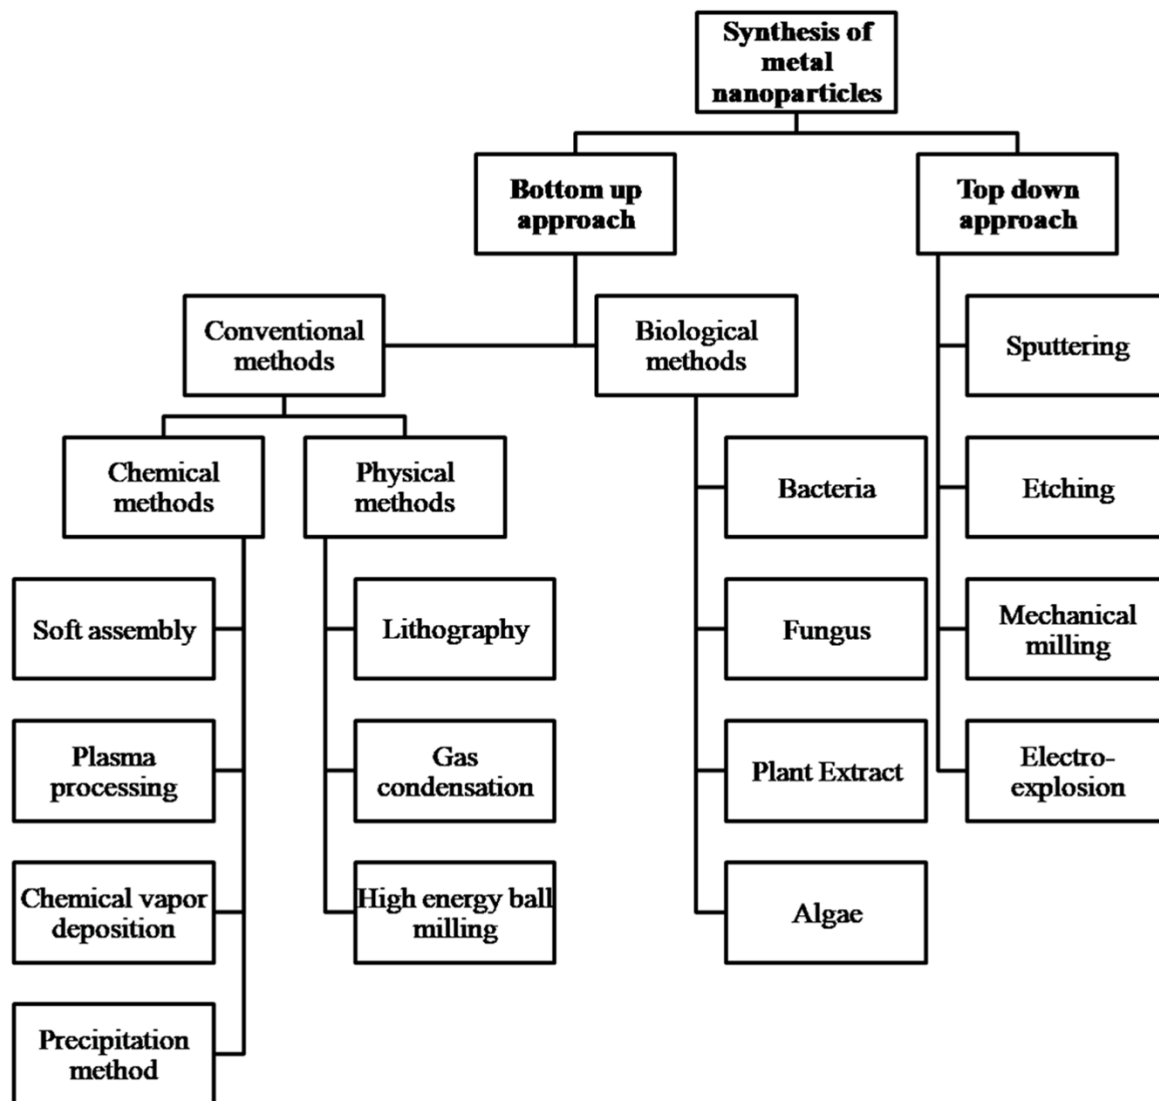 Synthesis of
metal
nanoparticles
Bottom up
approach
Top down
approach
Conventional
methods
Biological
methods
Sputtering
Chemical
methods
Physical
methods
Bacteria
Etching
Soft assembly
Lithography
Fungus
Mechanical
milling
Plasma
processing
Gas
condensation
Plant Extract
Electro-
explosion
Chemical vapor
deposition
High energy ball
milling
Algae
Precipitation
method